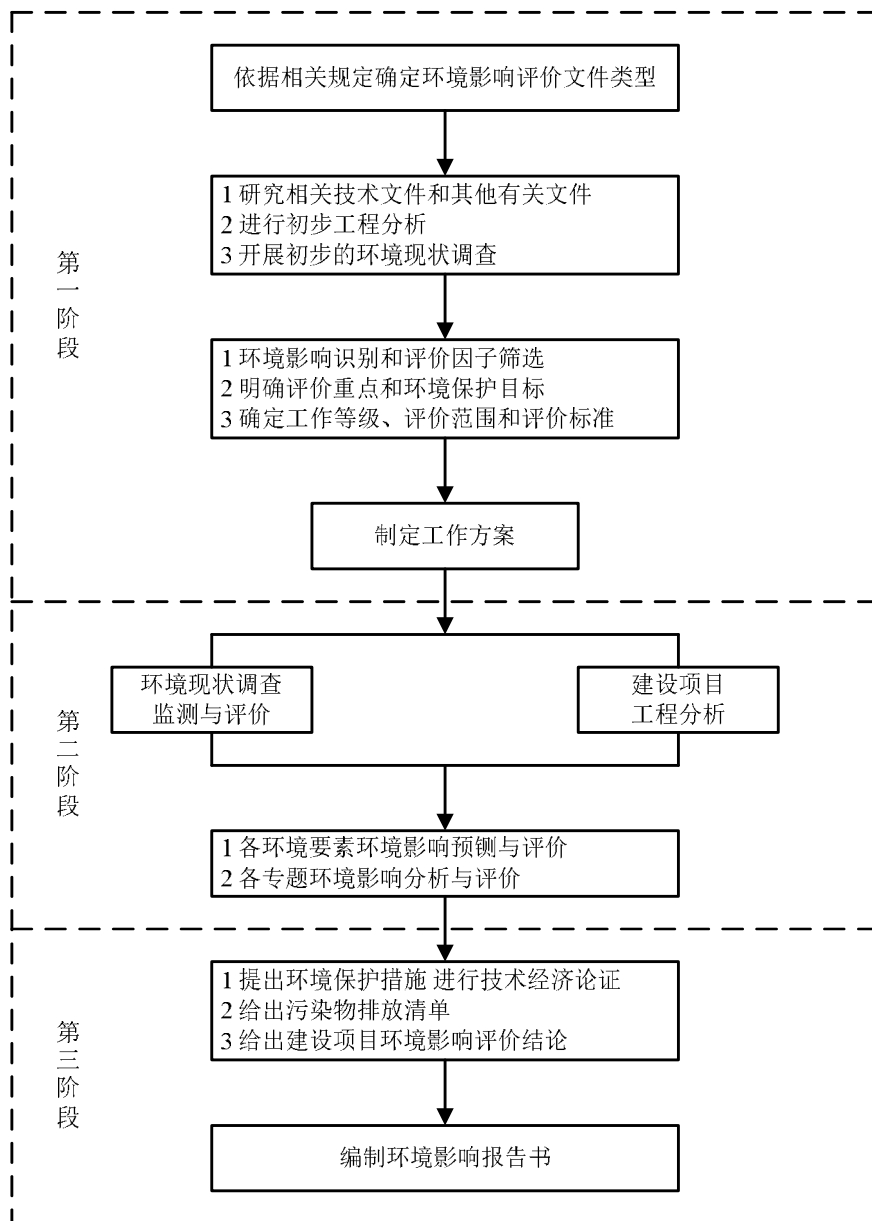 第一阶段
依据相关规定确定环境影响评价文件类型
1 研究相关技术文件和其他有关文件
2 进行初步工程分析
3 开展初步的环境现状调查
1 环境影响识别和评价因子筛选
2 明确评价重点和环境保护目标
3 确定工作等级、评价范围和评价标准
制定工作方案
第二阶段
环境现状调查
监测与评价
建设项目
工程分析
1 各环境要素环境影响预铡与评价
2 各专题环境影响分析与评价
第三阶段
1 提出环境保护措施 进行技术经济论证
2 给出污染物排放清单
3 给出建设项目环境影响评价结论
编制环境影响报告书